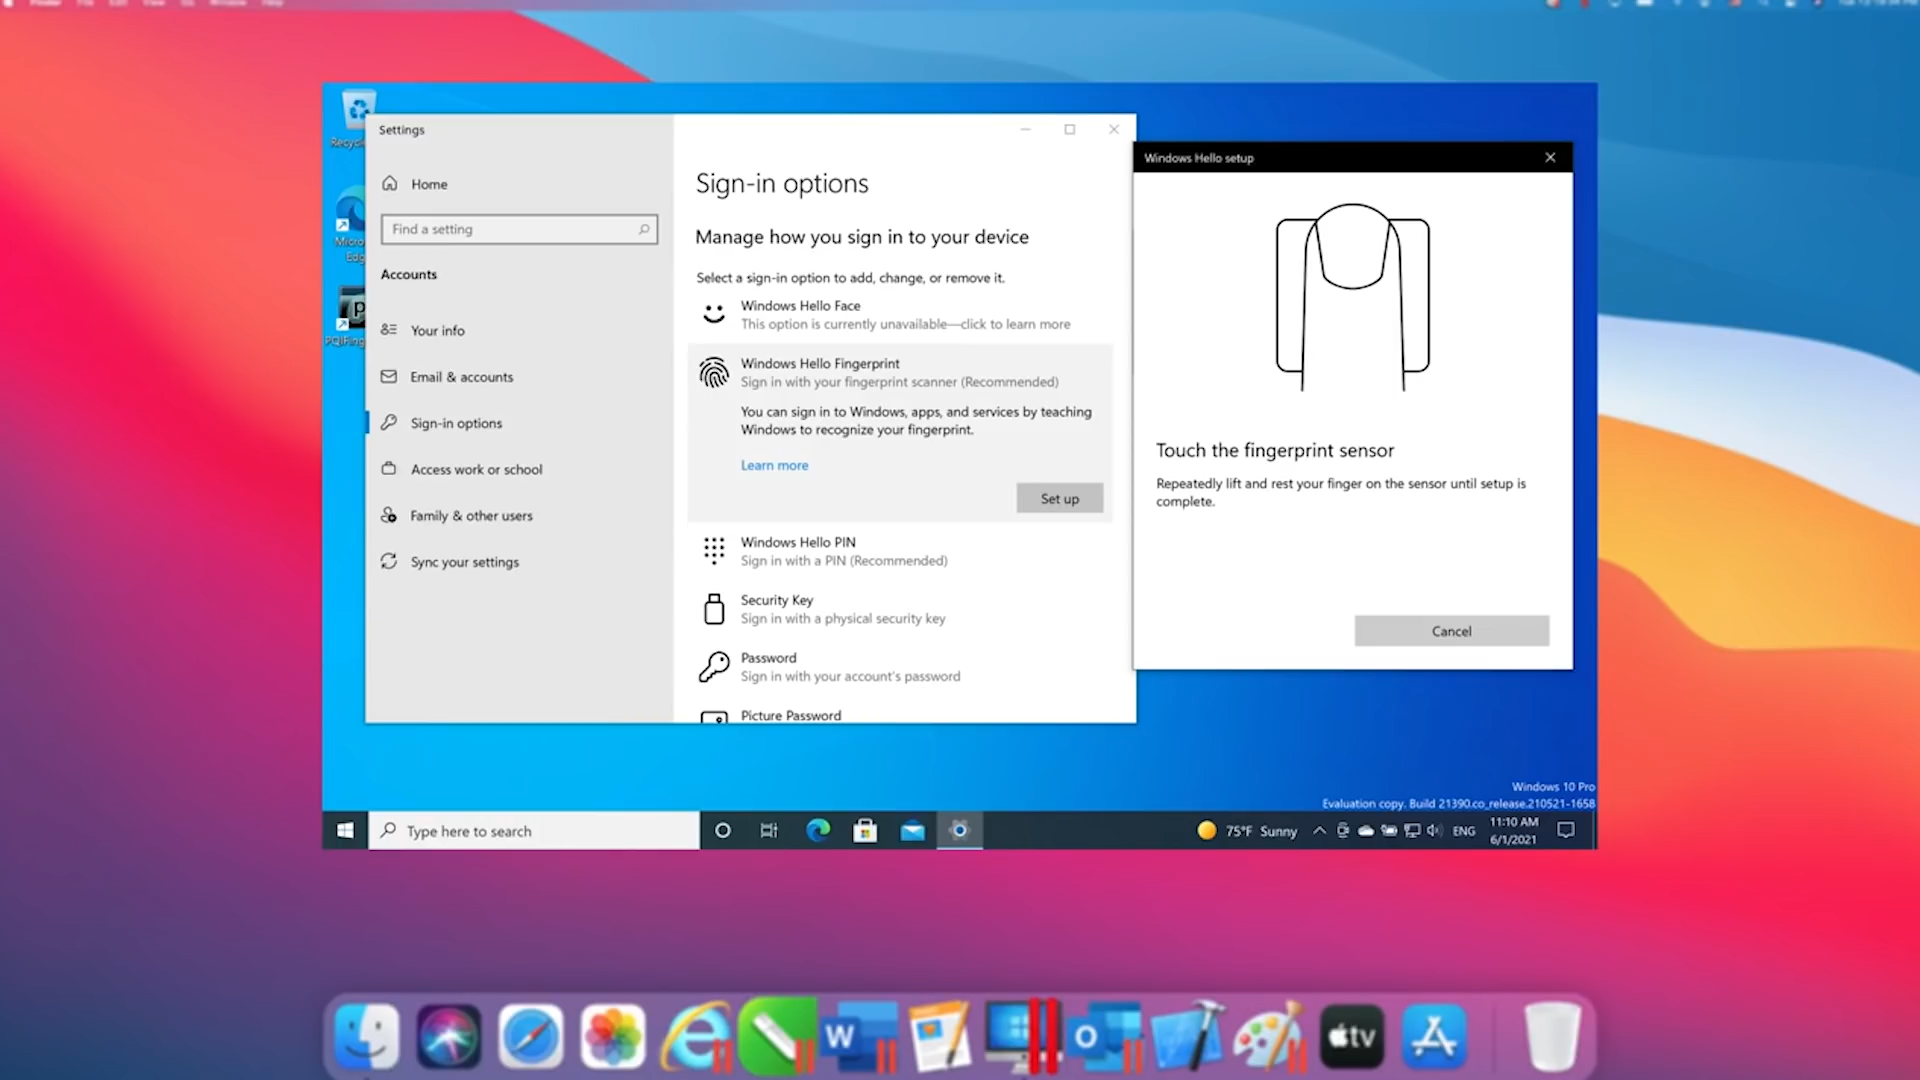 Finder File Edit View Go Window Help
Settings
Home
Find a setting
Accounts
Your info
Email & accounts
Sign-in options
Access work or school
Family & other users
Sync your settings
Sign-in options
Manage how you sign in to your device
Select a sign-in option to add, change, or remove it.
Windows Hello Face
This option is currently unavailable—click to learn more
Windows Hello Fingerprint
Sign in with your fingerprint scanner (Recommended)
You can sign in to Windows, apps, and services by teaching
Windows to recognize your fingerprint.
Learn more
Set up
Windows Hello PIN
Sign in with a PIN (Recommended)
Security Key
Sign in with a physical security key
Password
Sign in with your account's password
Picture Password
Windows Hello setup
Touch the fingerprint sensor
Repeatedly lift and rest your finger on the sensor until setup is
complete.
Cancel
Windows 10 Pro
Evaluation copy. Build 21390.co_release.210521-1658
Type here to search
75°F Sunny
ENG
11:10 AM
6/1/2021
W
O
tv